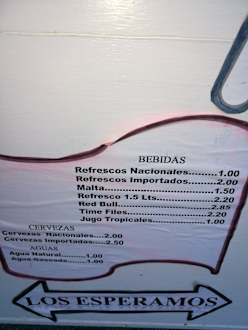 BEBIDAS
Refrescos Nacionales..........1.00
Refrescos Importados........2.00
Malta....................................1.50
Refresco 1.5 Lts..................2.20
Red Bull...............................2.85
Time Files..........................2.20
Jugo Tropicales..................1.00
CERVEZAS
Cervezas Nacionales....2.00
Cervezas Importadas....2.50
AGUAS
Agua Natural..........1.00
Agua Gaseada........1.00
LOS ESPERAMOS